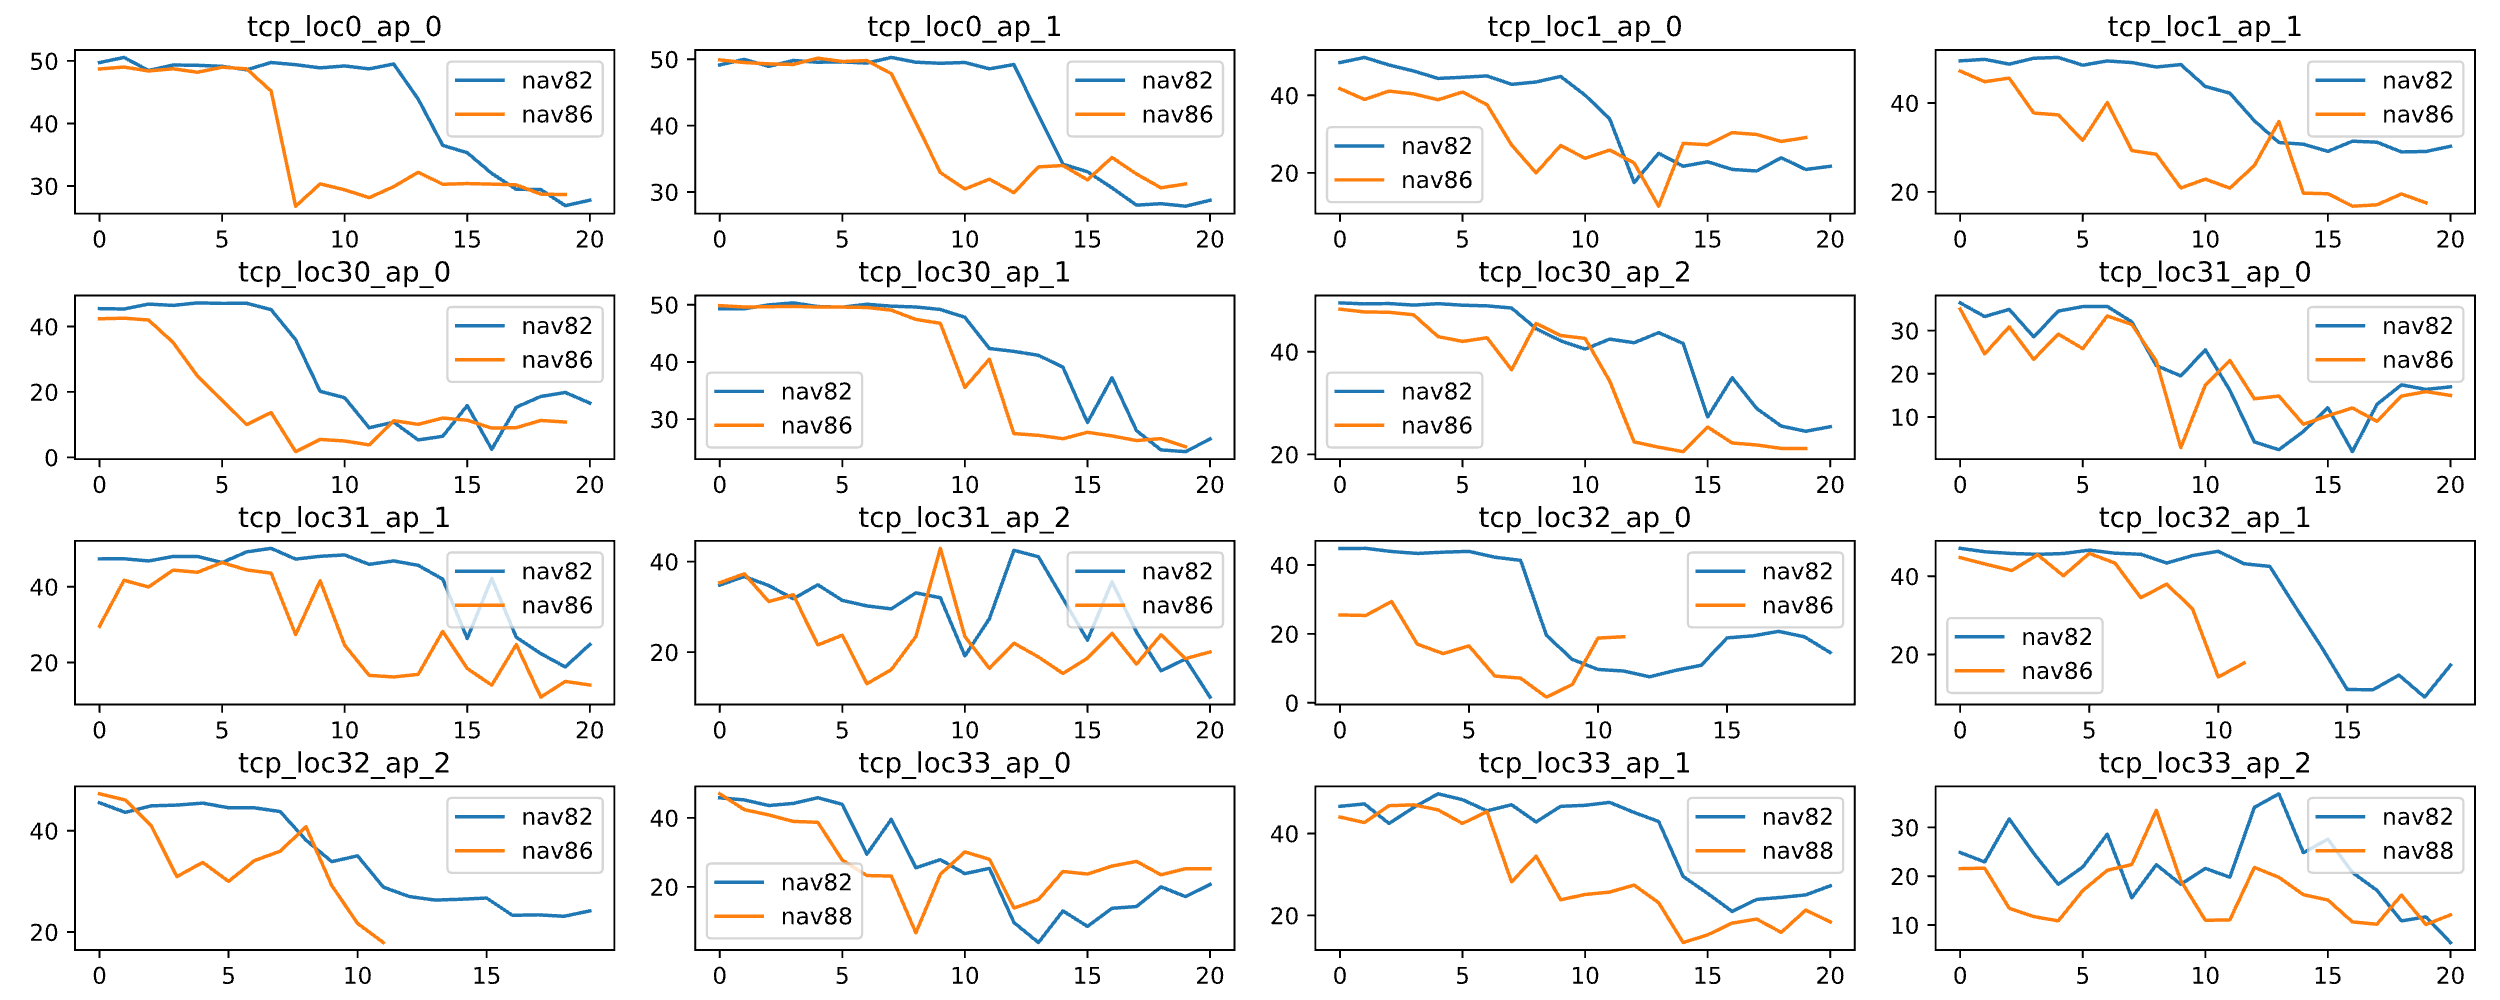 tcp_loc0_ap_0
50
40
30
0 5 10 15 20
nav82
nav86
tcp_loc0_ap_1
50
40
30
0 5 10 15 20
nav82
nav86
tcp_loc1_ap_0
40
20
0 5 10 15 20
nav82
nav86
tcp_loc1_ap_1
40
20
0 5 10 15 20
nav82
nav86
tcp_loc30_ap_0
40
20
0
0 5 10 15 20
nav82
nav86
tcp_loc30_ap_1
50
40
30
0 5 10 15 20
nav82
nav86
tcp_loc30_ap_2
40
20
0 5 10 15 20
nav82
nav86
tcp_loc31_ap_0
30
20
10
0 5 10 15 20
nav82
nav86
tcp_loc31_ap_1
40
20
0 5 10 15 20
nav82
nav86
tcp_loc31_ap_2
40
20
0 5 10 15 20
nav82
nav86
tcp_loc32_ap_0
40
20
0
0 5 10 15
nav82
nav86
tcp_loc32_ap_1
40
20
0 5 10 15
nav82
nav86
tcp_loc32_ap_2
40
20
0 5 10 15
nav82
nav86
tcp_loc33_ap_0
40
20
0 5 10 15 20
nav82
nav88
tcp_loc33_ap_1
40
20
0 5 10 15 20
nav82
nav88
tcp_loc33_ap_2
30
20
10
0 5 10 15 20
nav82
nav88